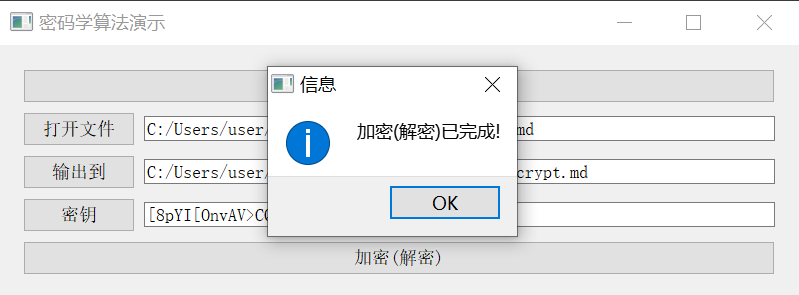 密码学算法演示
信息
加密(解密)已完成!
OK
打开文件
C:/Users/user/
md
输出到
C:/Users/user/
crypt.md
密钥
[8pYI[OnvAV>C
加密(解密)